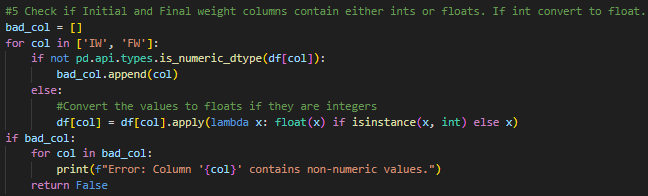 #5 Check if Initial and Final weight columns contain either ints or floats. If int convert to float.
bad_col = []
for col in ['IW', 'FW']:
    if not pd.api.types.is_numeric_dtype(df[col]):
        bad_col.append(col)
    else:
        #Convert the values to floats if they are integers
        df[col] = df[col].apply(lambda x: float(x) if isinstance(x, int) else x)
if bad_col:
    for col in bad_col:
        print(f"Error: Column '{col}' contains non-numeric values.")
    return False